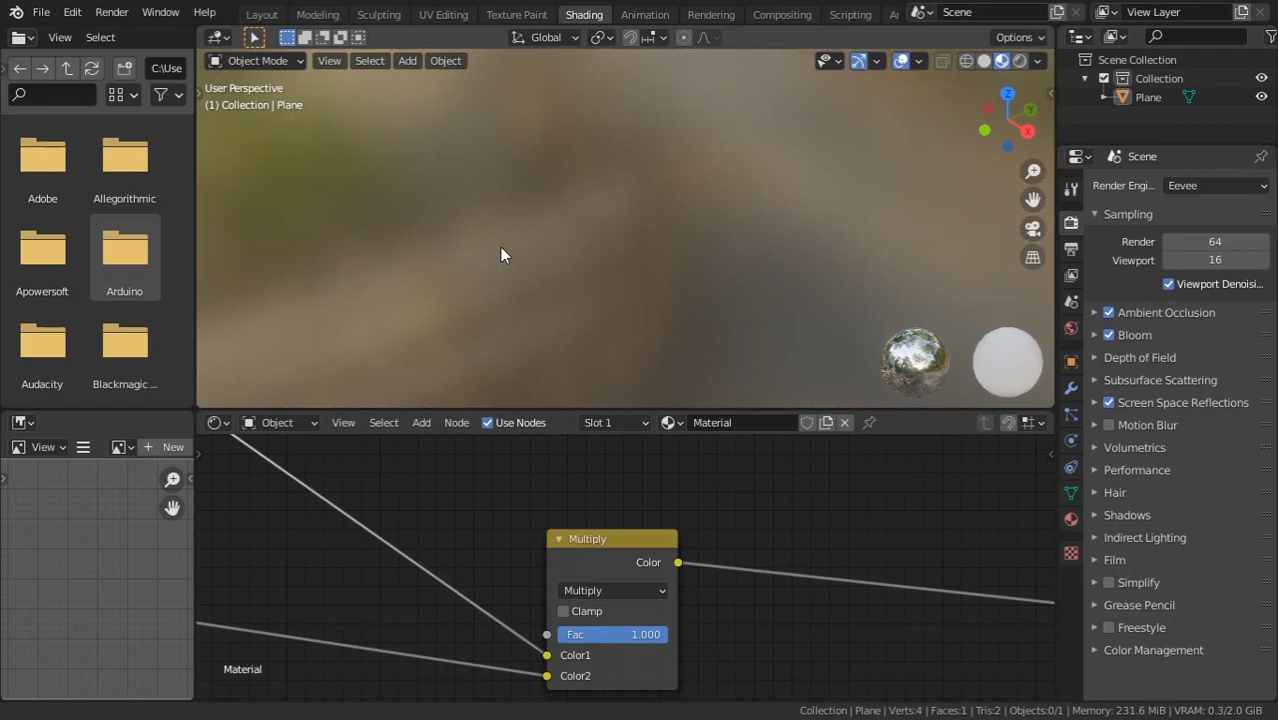 File Edit Render Window Help Layout Modeling Sculpting UV Editing Texture Paint Shading Animation Rendering Compositing Scripting Scene View Layer
View Select Global Options
C:\Use
Object Mode View Select Add Object
User Perspective
(1) Collection | Plane
Z
Y
X
Adobe Allegorithmic
Apowersoft Arduino
Audacity Blackmagic ...
Scene Collection
Collection
Plane
Scene
Render Engi... Eevee
Sampling
Render 64
Viewport 16
Viewport Denoisi...
Ambient Occlusion
Bloom
Depth of Field
Subsurface Scattering
Screen Space Reflections
Motion Blur
Volumetrics
Performance
Hair
Shadows
Indirect Lighting
Film
Simplify
Grease Pencil
Freestyle
Color Management
View New
Object View Select Add Node Use Nodes Slot 1 Material
Multiply
Color
Multiply
Clamp
Fac 1.000
Color1
Color2
Material
Collection | Plane | Verts:4 | Faces:1 | Tris:2 | Objects:0/1 | Memory: 231.6 MiB | VRAM: 0.3/2.0 GiB